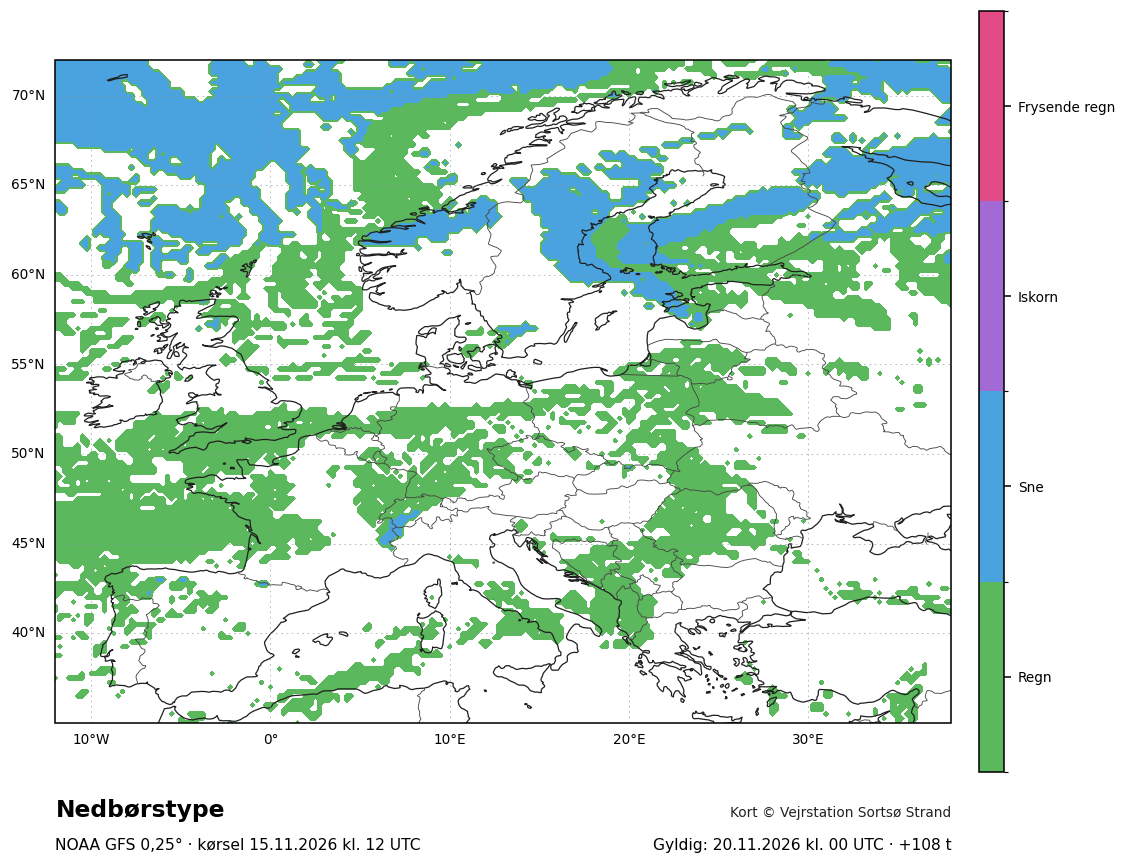 70°N
65°N
60°N
55°N
50°N
45°N
40°N
10°W
0°
10°E
20°E
30°E
Frysende regn
Iskorn
Sne
Regn
Nedbørstype
Kort © Vejrstation Sortsø Strand
NOAA GFS 0,25° · kørsel 15.11.2026 kl. 12 UTC
Gyldig: 20.11.2026 kl. 00 UTC · +108 t